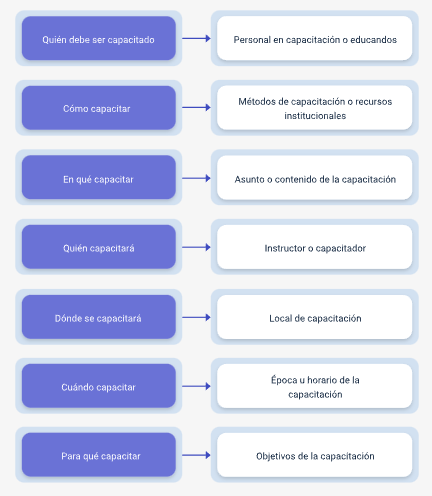 Quién debe ser capacitado
Personal en capacitación o educandos
Cómo capacitar
Métodos de capacitación o recursos
institucionales
En qué capacitar
Asunto o contenido de la capacitación
Quién capacitará
Instructor o capacitador
Dónde se capacitará
Local de capacitación
Cuándo capacitar
Época u horario de la
capacitación
Para qué capacitar
Objetivos de la capacitación